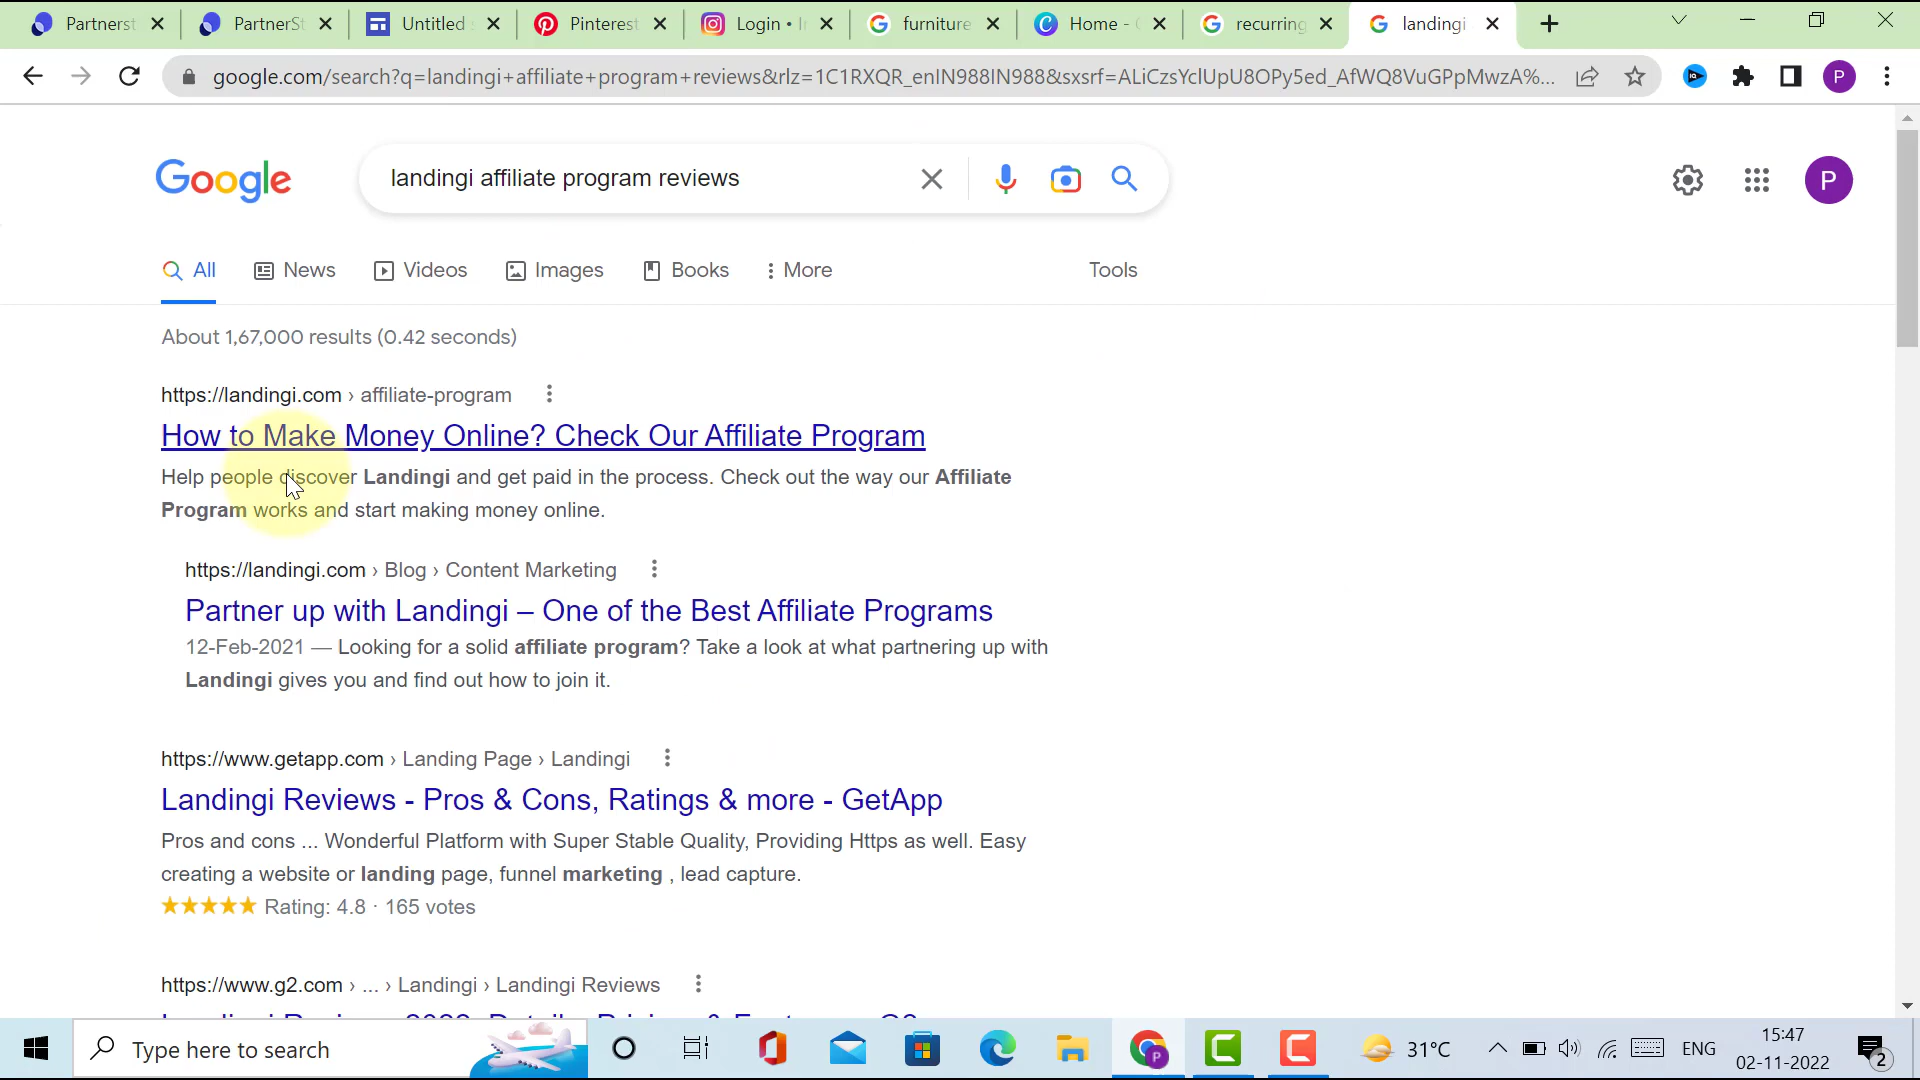 Partnerst
PartnerSt
Untitled
Pinterest
Login • I
furniture
Home -
recurring
landingi
google.com/search?q=landingi+affiliate+program+reviews&rlz=1C1RXQR_enIN988IN988&sxsrf=ALiCzsYclUpU8OPy5ed_AfWQ8VuGPpMwzA%...
P
Google
landingi affiliate program reviews
P
All
News
Videos
Images
Books
More
Tools
About 1,67,000 results (0.42 seconds)
https://landingi.com › affiliate-program
How to Make Money Online? Check Our Affiliate Program
Help people discover Landingi and get paid in the process. Check out the way our Affiliate
Program works and start making money online.
https://landingi.com › Blog › Content Marketing
Partner up with Landingi – One of the Best Affiliate Programs
12-Feb-2021 — Looking for a solid affiliate program? Take a look at what partnering up with
Landingi gives you and find out how to join it.
https://www.getapp.com › Landing Page › Landingi
Landingi Reviews - Pros & Cons, Ratings & more - GetApp
Pros and cons ... Wonderful Platform with Super Stable Quality, Providing Https as well. Easy
creating a website or landing page, funnel marketing , lead capture.
Rating: 4.8 · 165 votes
https://www.g2.com › ... › Landingi › Landingi Reviews
Type here to search
P
31°C
ENG
15:47
02-11-2022
2